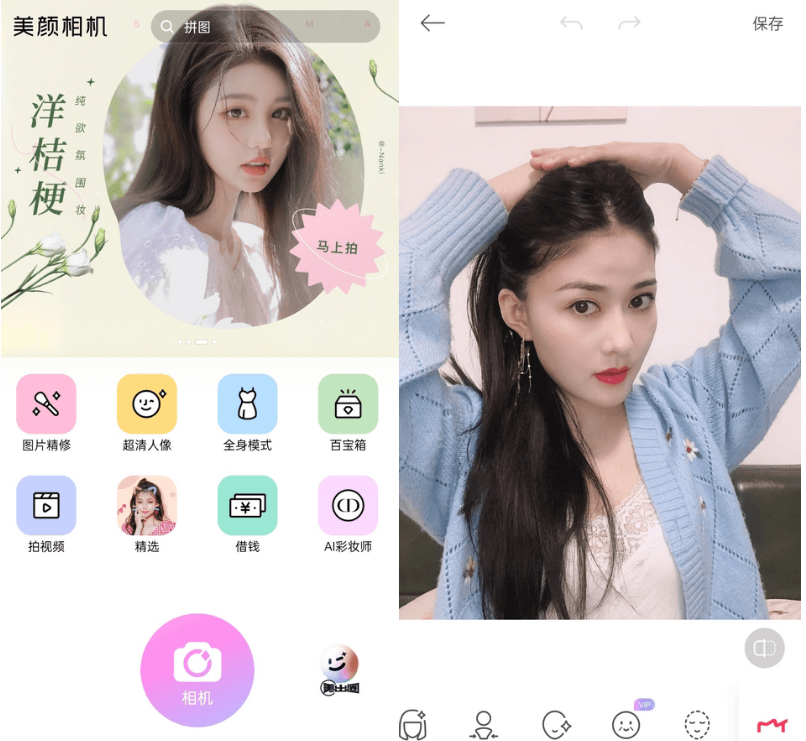 美颜相机
S M A
拼图
洋桔梗
纯欲氛围妆
@~Nanki
马上拍
图片精修
超清人像
全身模式
百宝箱
拍视频
精选
借钱
AI彩妆师
相机
美出圈
保存
VIP